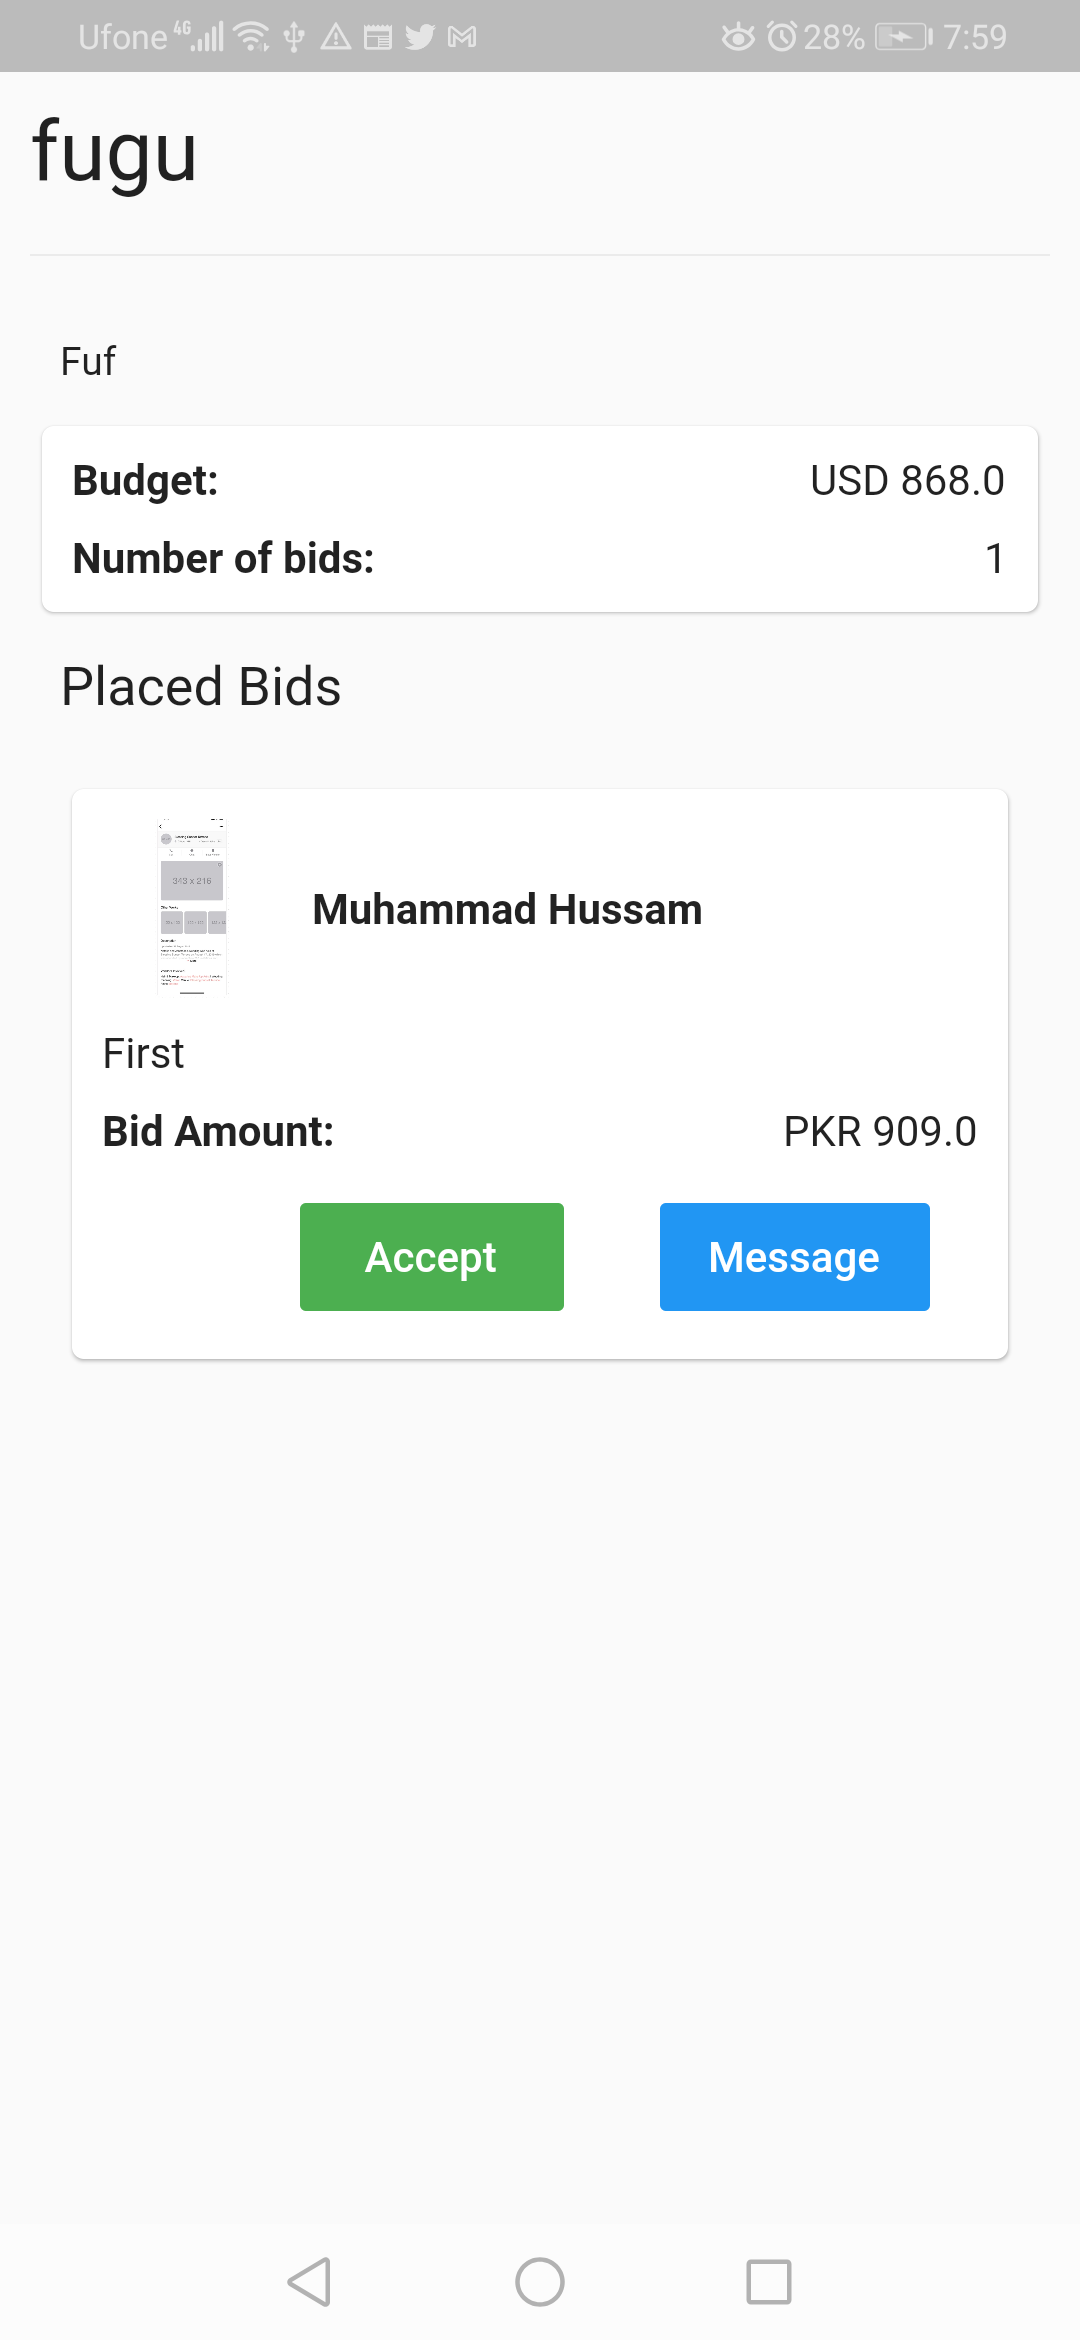 Ufone 4G 28% 7:59
fugu
Fuf
Budget: USD 868.0
Number of bids: 1
Placed Bids
343 x 216
Muhammad Hussam
First
Bid Amount: PKR 909.0
Accept Message